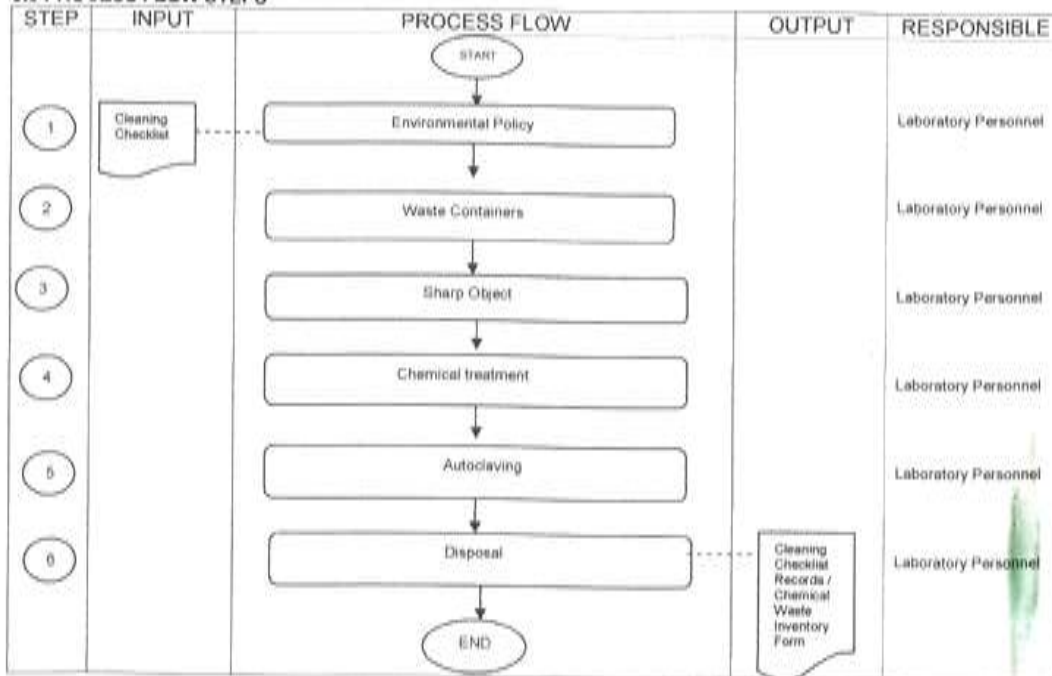 STEP INPUT PROCESS FLOW OUTPUT RESPONSIBLE
START
1 Cleaning Checklist Environmental Policy Laboratory Personnel
2 Waste Containers Laboratory Personnel
3 Sharp Object Laboratory Personnel
4 Chemical treatment Laboratory Personnel
5 Autoclaving Laboratory Personnel
6 Disposal Laboratory Personnel
Cleaning
Checklist
Records /
Chemical
Waste
Inventory
Form
END